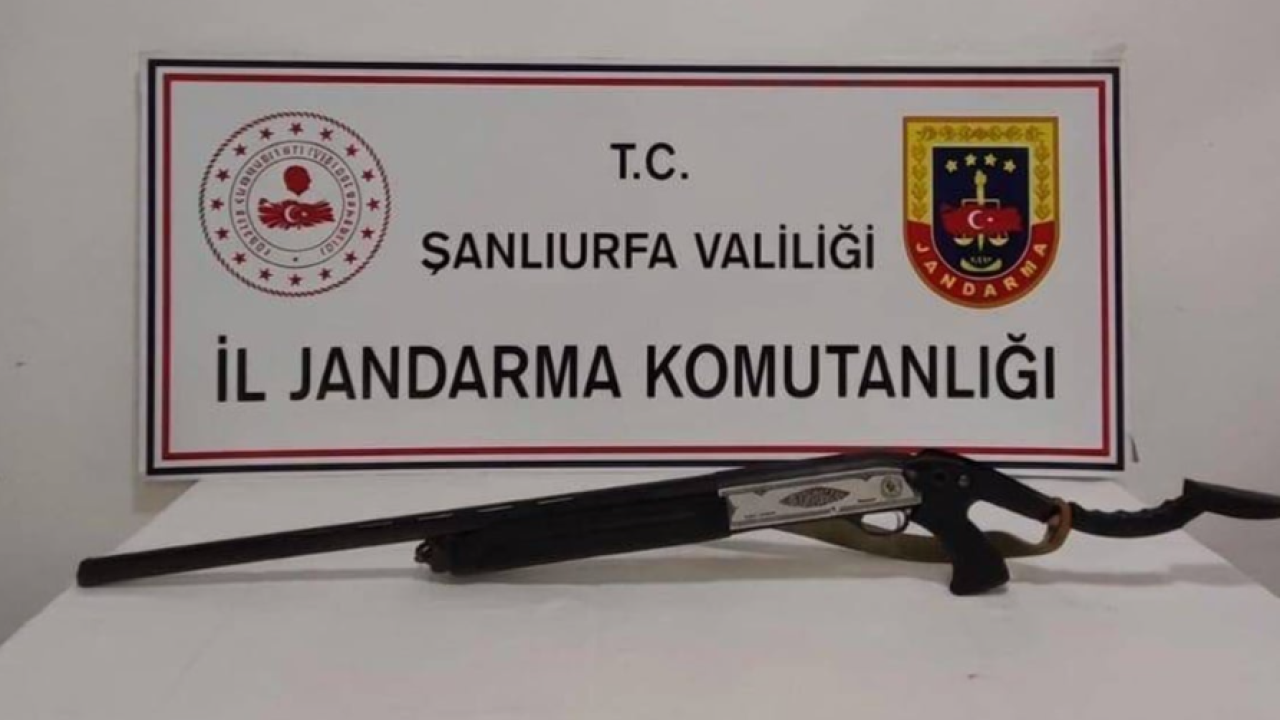 T.C.
ŞANLIURFA VALİLİĞİ
İL JANDARMA KOMUTANLIĞI
JANDARMA